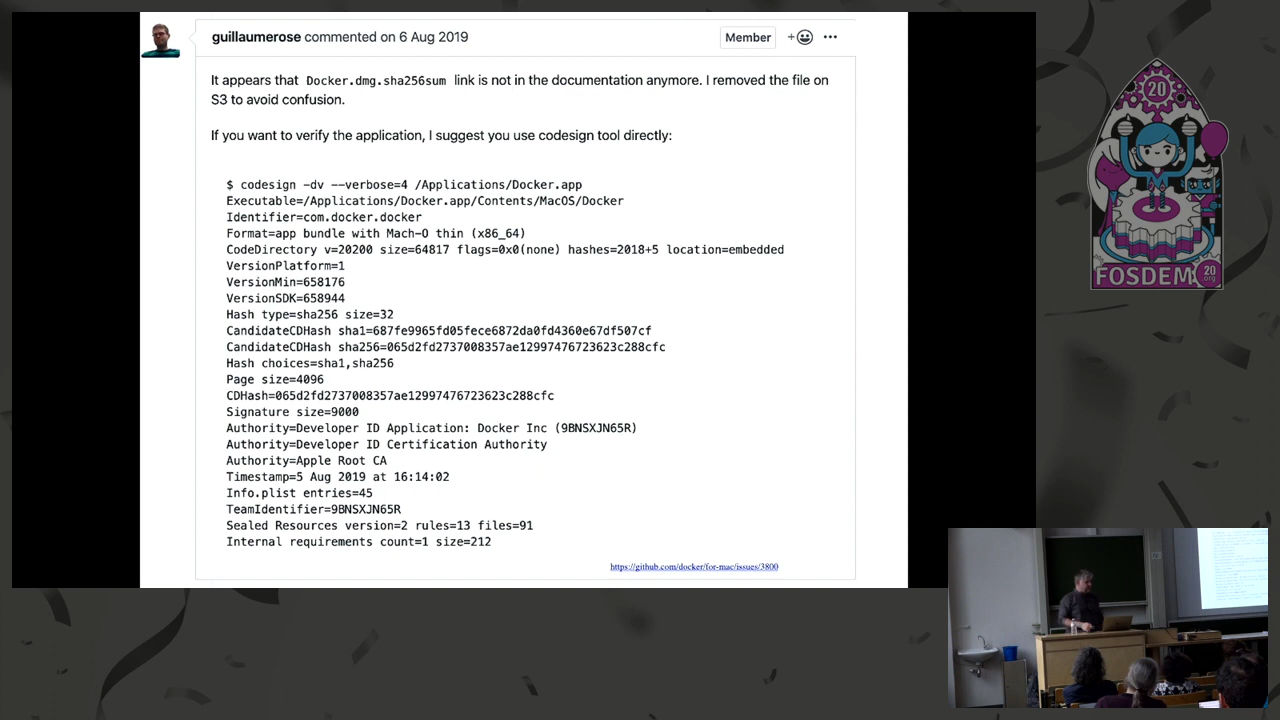 guillaumerose commented on 6 Aug 2019
Member
It appears that Docker.dmg.sha256sum link is not in the documentation anymore. I removed the file on
S3 to avoid confusion.
If you want to verify the application, I suggest you use codesign tool directly:
$ codesign -dv --verbose=4 /Applications/Docker.app
Executable=/Applications/Docker.app/Contents/MacOS/Docker
Identifier=com.docker.docker
Format=app bundle with Mach-O thin (x86_64)
CodeDirectory v=20200 size=64817 flags=0x0(none) hashes=2018+5 location=embedded
VersionPlatform=1
VersionMin=658176
VersionSDK=658944
Hash type=sha256 size=32
CandidateCDHash sha1=687fe9965fd05fece6872da0fd4360e67df507cf
CandidateCDHash sha256=065d2fd2737008357ae12997476723623c288cfc
Hash choices=sha1,sha256
Page size=4096
CDHash=065d2fd2737008357ae12997476723623c288cfc
Signature size=9000
Authority=Developer ID Application: Docker Inc (9BNSXJN65R)
Authority=Developer ID Certification Authority
Authority=Apple Root CA
Timestamp=5 Aug 2019 at 16:14:02
Info.plist entries=45
TeamIdentifier=9BNSXJN65R
Sealed Resources version=2 rules=13 files=91
Internal requirements count=1 size=212
https://github.com/docker/for-mac/issues/3800
20
FOSDEM
20
.org